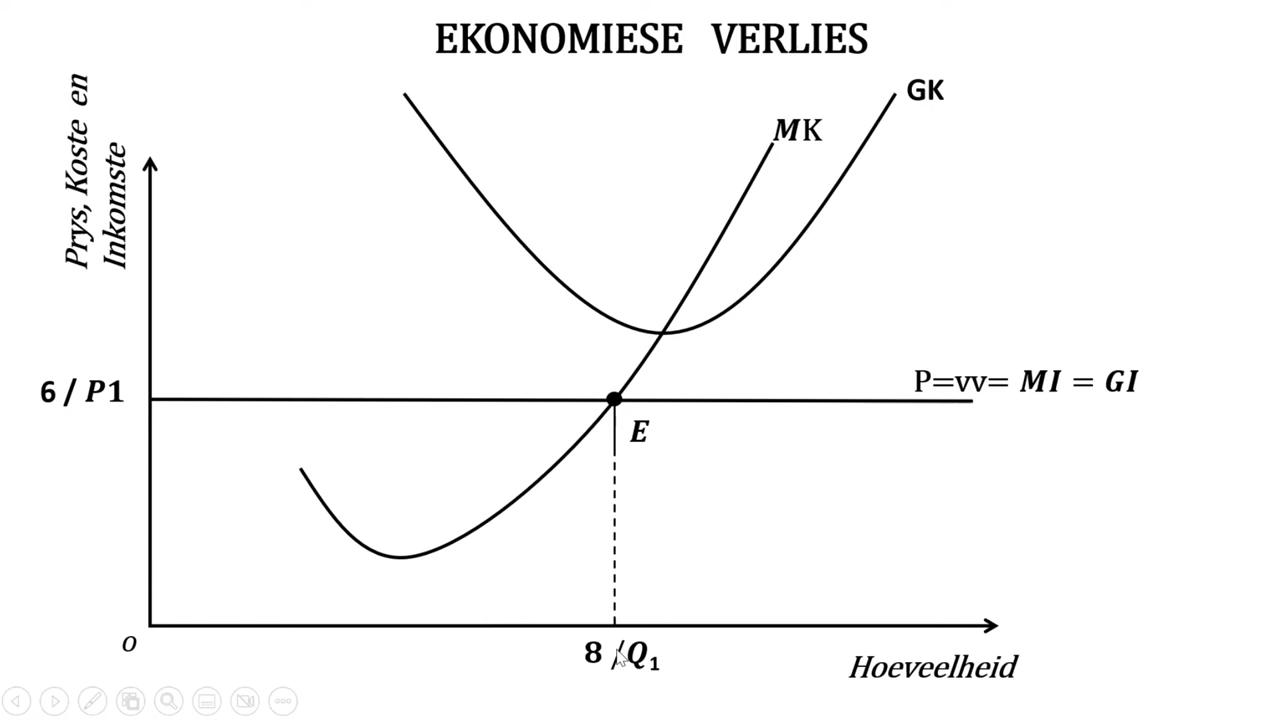 EKONOMIESE VERLIES
Prys, Koste en
Inkomste
GK
MK
6 / P1
P=vv= MI = GI
E
O
8 /Q₁
Hoeveelheid